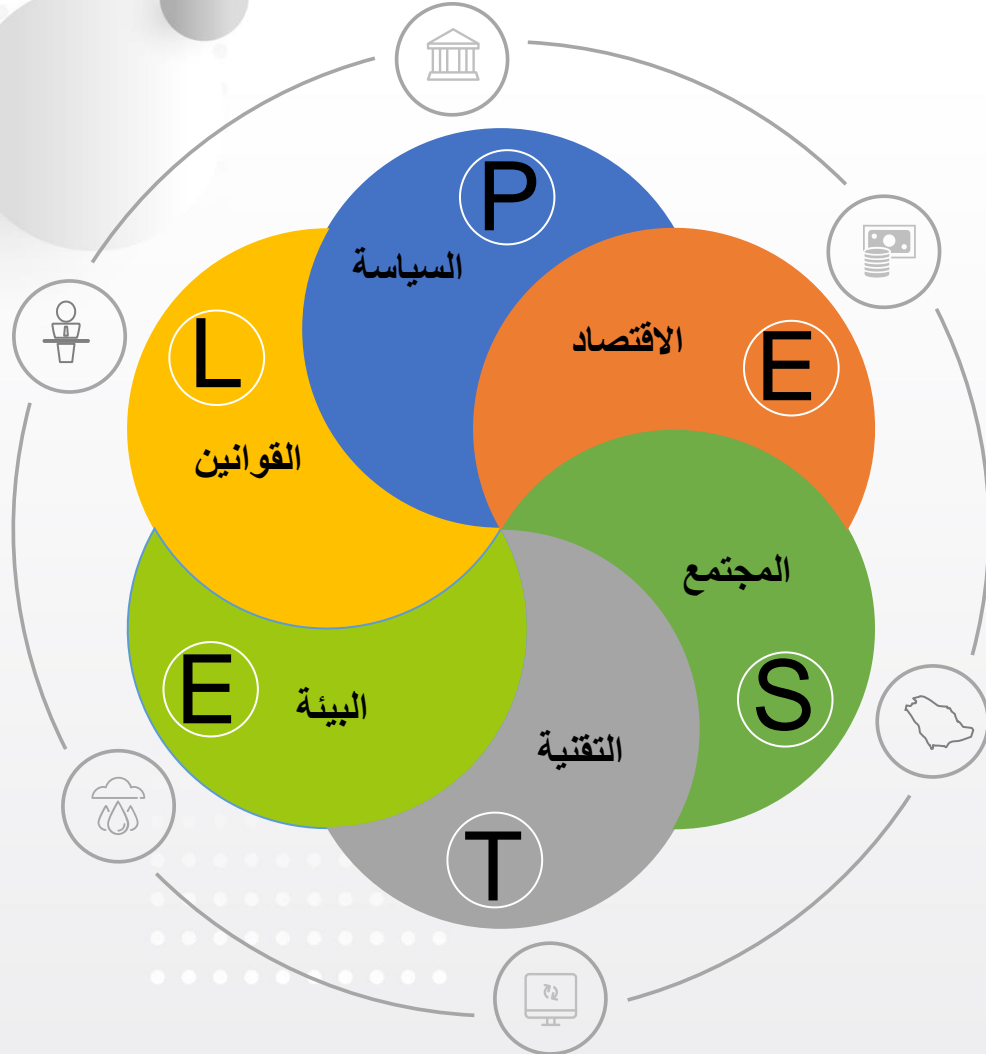 P
السياسة
E
الاقتصاد
S
المجتمع
T
التقنية
E
البيئة
L
القوانين